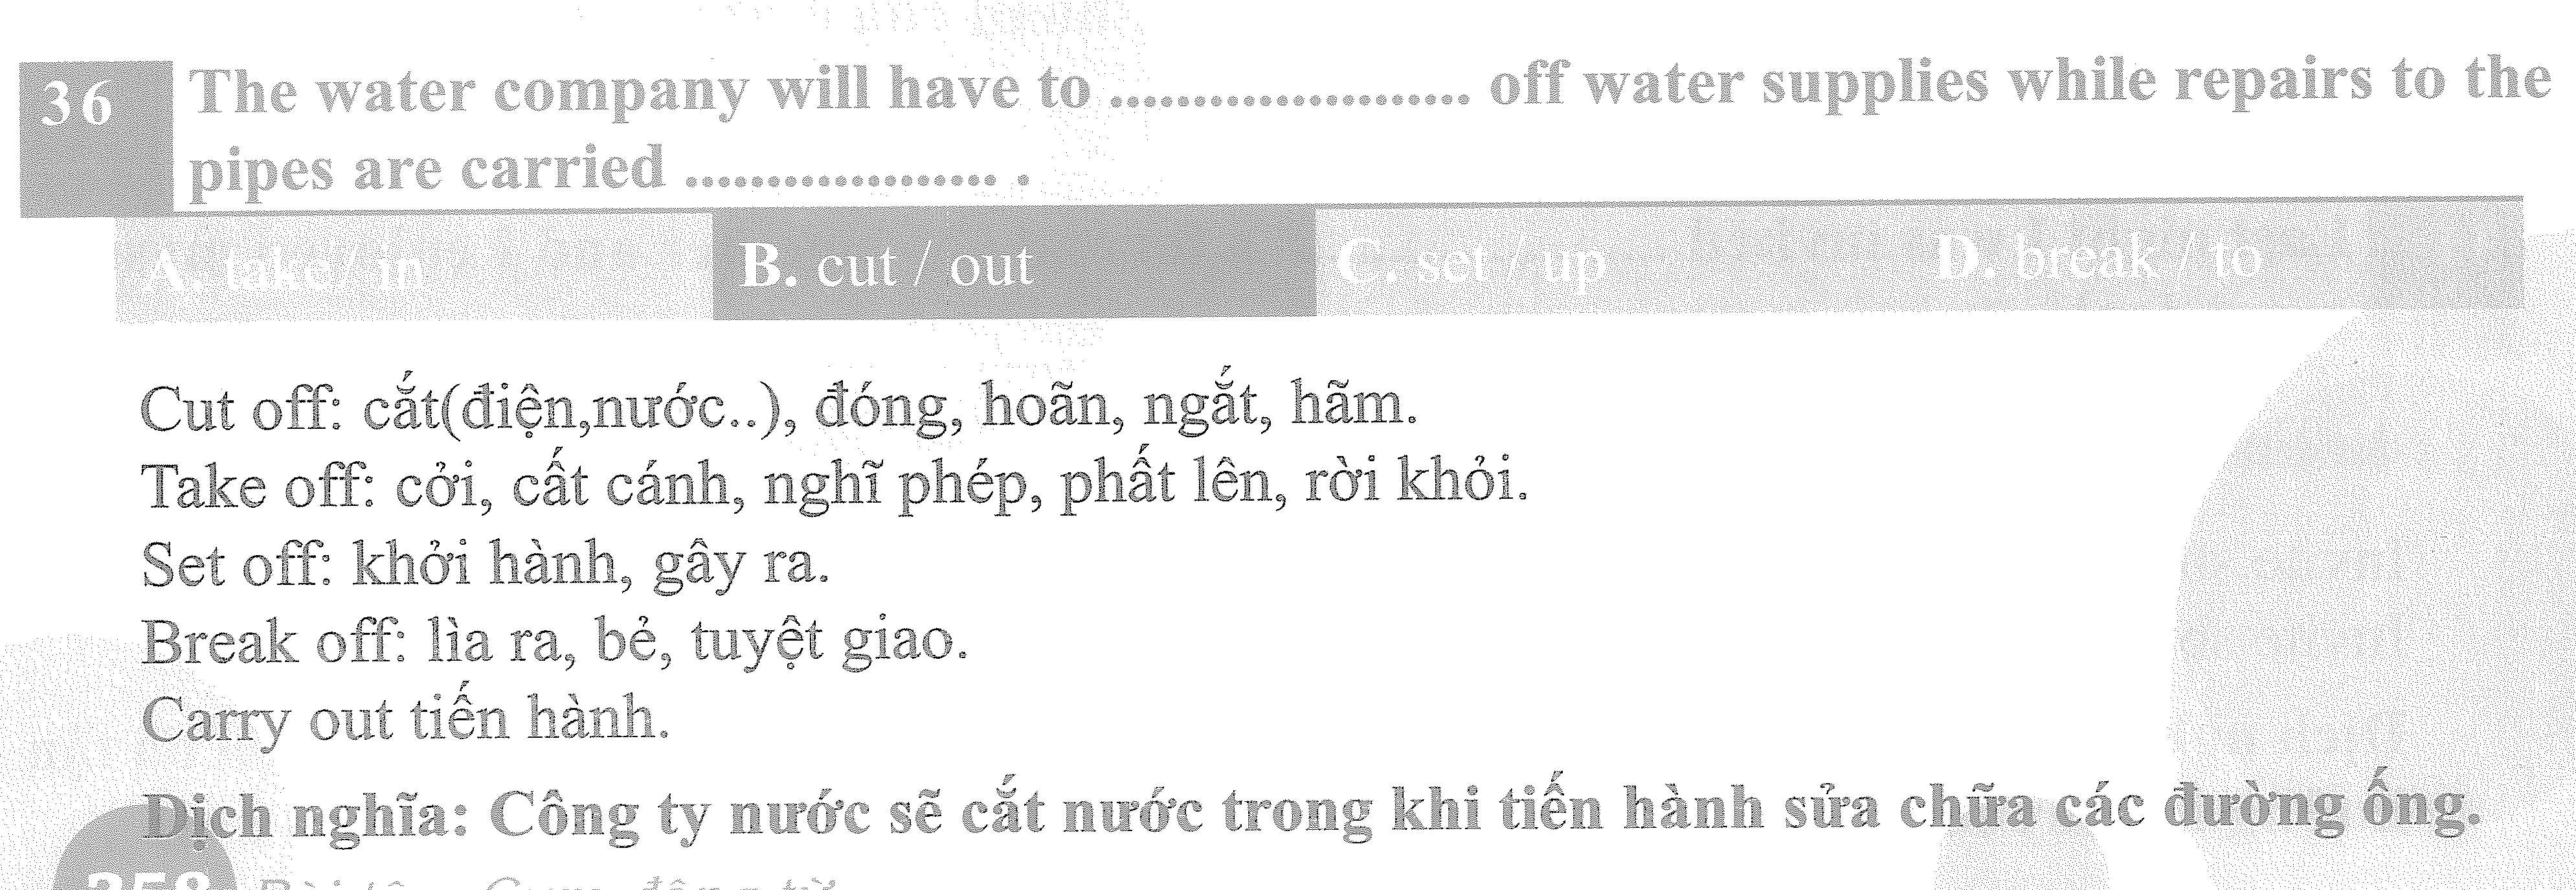 36 The water company will have to ........................ off water supplies while repairs to the
pipes are carried ..................... .
A. take / in B. cut / out C. set / up D. break / to
Cut off: cắt(điện,nước..), đóng, hoãn, ngắt, hãm.
Take off: cởi, cất cánh, nghĩ phép, phất lên, rời khỏi.
Set off: khởi hành, gây ra.
Break off: lìa ra, bẻ, tuyệt giao.
Carry out tiến hành.
Dịch nghĩa: Công ty nước sẽ cắt nước trong khi tiến hành sửa chữa các đường ống.